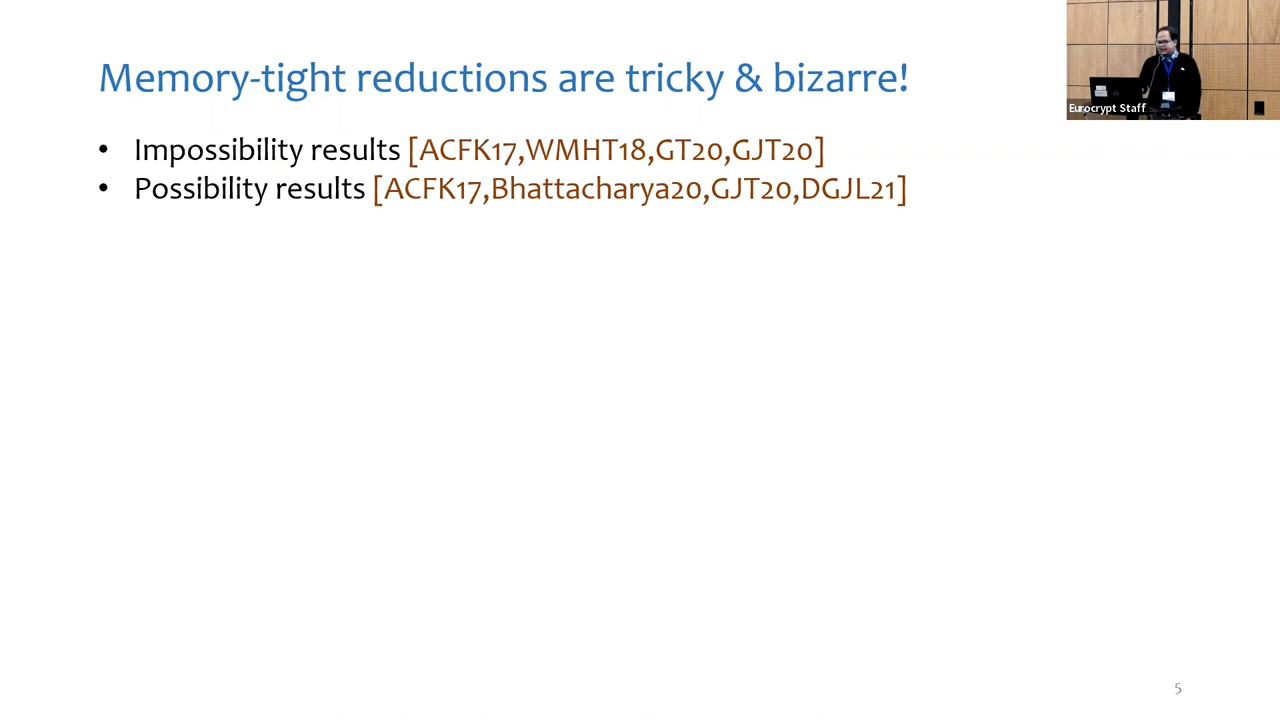 Memory-tight reductions are tricky & bizarre!
• Impossibility results [ACFK17,WMHT18,GT20,GJT20]
• Possibility results [ACFK17,Bhattacharya20,GJT20,DGJL21]
Eurocrypt Staff
5